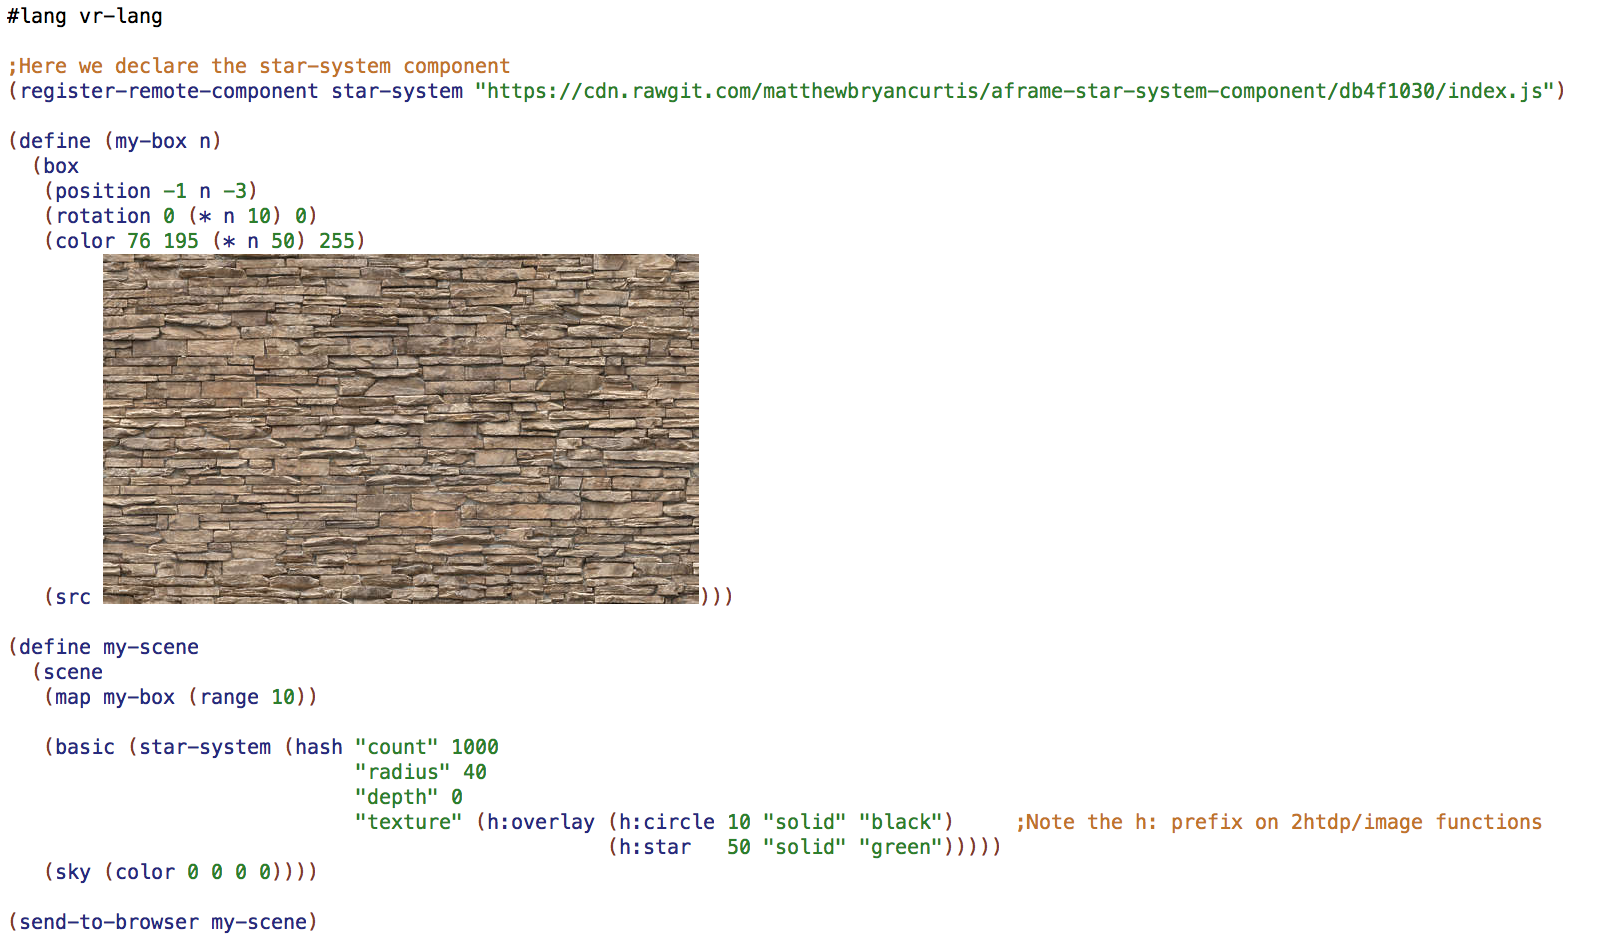 #lang vr-lang
;Here we declare the star-system component
(register-remote-component star-system "https://cdn.rawgit.com/matthewbryancurtis/aframe-star-system-component/db4f1030/index.js")
(define (my-box n)
(box
(position -1 n -3)
(rotation 0 (* n 10) 0)
(color 76 195 (* n 50) 255)
(src )))
(define my-scene
(scene
(map my-box (range 10))
(basic (star-system (hash "count" 1000
"radius" 40
"depth" 0
"texture" (h:overlay (h:circle 10 "solid" "black") ;Note the h: prefix on 2htdp/image functions
(h:star 50 "solid" "green")))))
(sky (color 0 0 0 0))))
(send-to-browser my-scene)